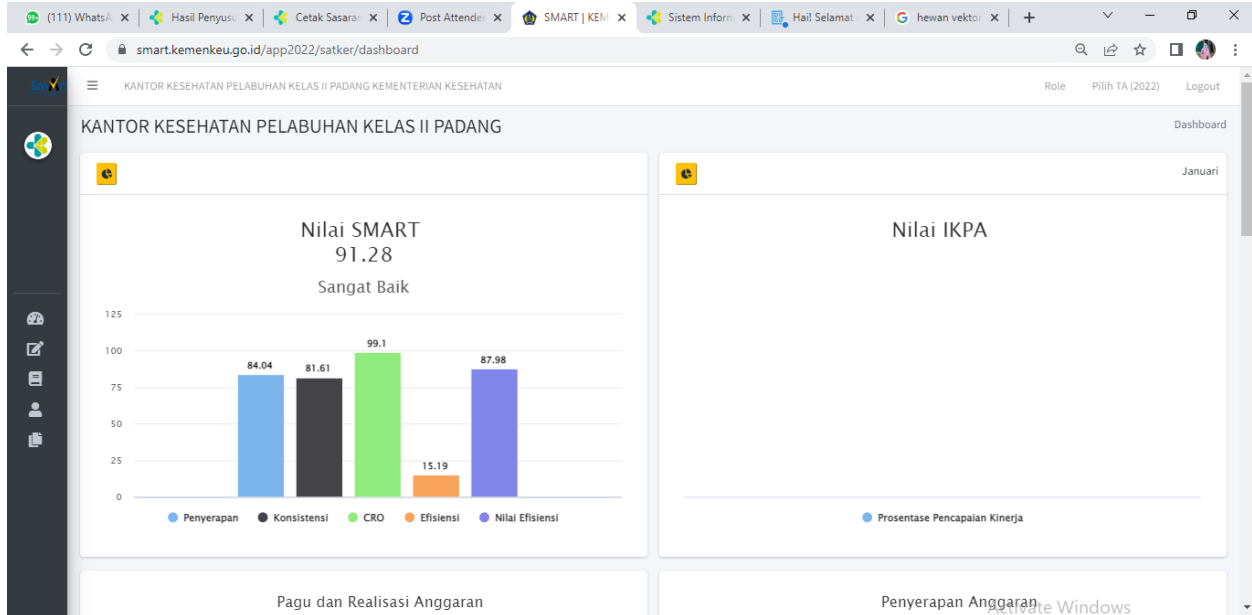 (111) WhatsA
Hasil Penyusu
Cetak Sasaran
Post Attendee
SMART | KEM
Sistem Inform
Hai! Selamat
hewan vektor
smart.kemenkeu.go.id/app2022/satker/dashboard
Smart
KANTOR KESEHATAN PELABUHAN KELAS II PADANG KEMENTERIAN KESEHATAN
Role
Pilih TA (2022)
Logout
KANTOR KESEHATAN PELABUHAN KELAS II PADANG
Dashboard
Nilai SMART
91.28
Sangat Baik
125
100
75
50
25
0
84.04
81.61
99.1
15.19
87.98
Penyerapan
Konsistensi
CRO
Efisiensi
Nilai Efisiensi
Januari
Nilai IKPA
Prosentase Pencapaian Kinerja
Pagu dan Realisasi Anggaran
Penyerapan Anggaran
Activate Windows